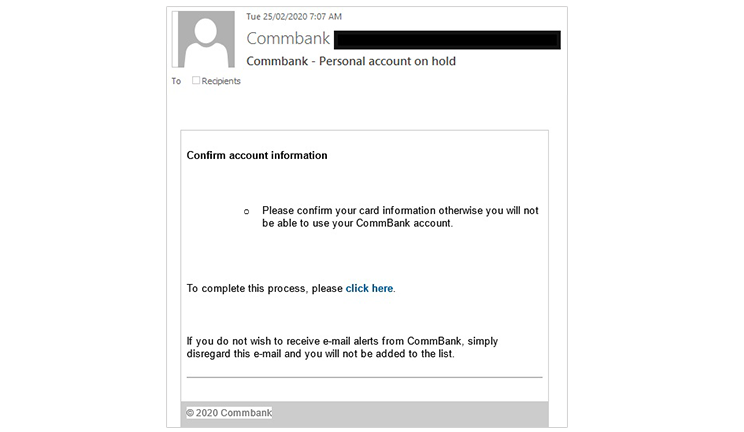 Tue 25/02/2020 7:07 AM
Commbank
Commbank - Personal account on hold
To Recipients
Confirm account information
o Please confirm your card information otherwise you will not
be able to use your CommBank account.
To complete this process, please click here.
If you do not wish to receive e-mail alerts from CommBank, simply
disregard this e-mail and you will not be added to the list.
© 2020 Commbank